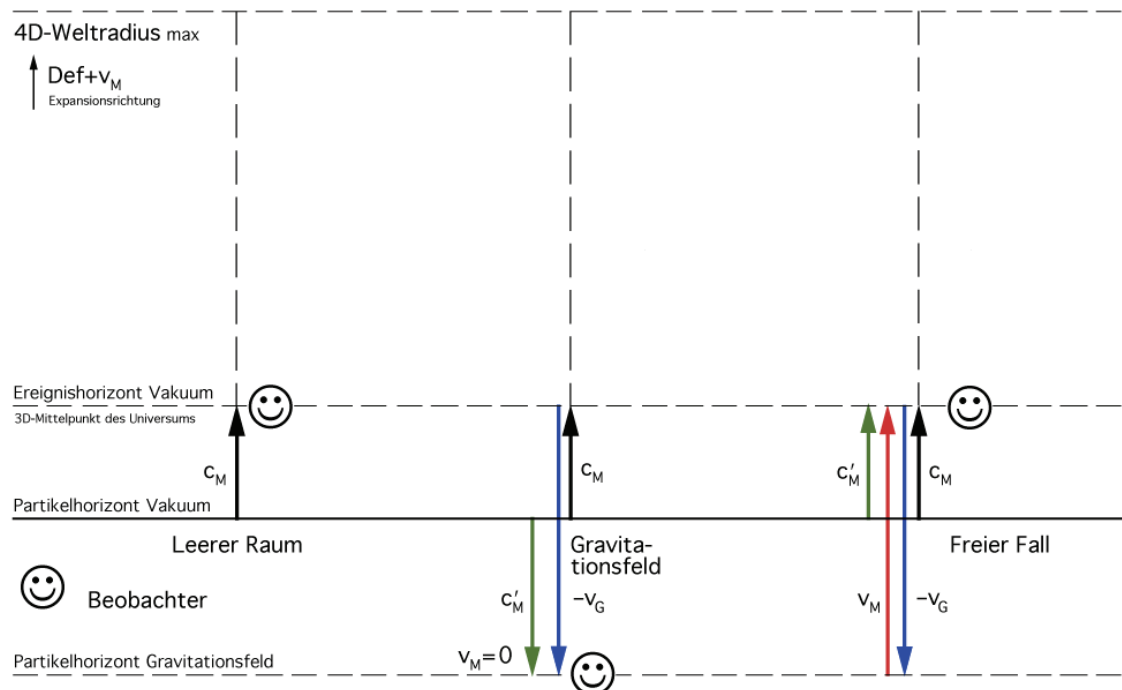 4D-Weltradius max
Def+vM
Expansionsrichtung
Ereignishorizont Vakuum
3D-Mittelpunkt des Universums
cM
cM
c′M
cM
Partikelhorizont Vakuum
Leerer Raum
Gravita-
tionsfeld
Freier Fall
Beobachter
c′M
–vG
vM
–vG
Partikelhorizont Gravitationsfeld
vM=0